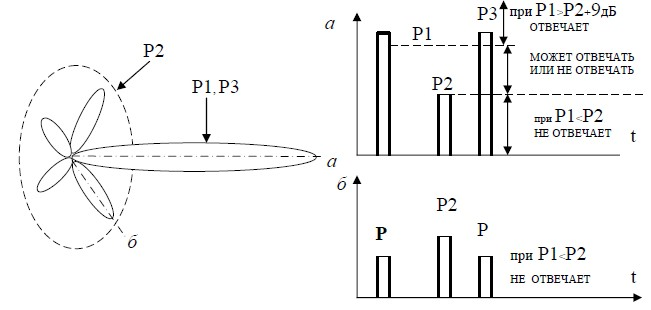 P2
P1, P3
а
б
а
P1
P2
P3
при P1>P2+9дБ
ОТВЕЧАЕТ
МОЖЕТ ОТВЕЧАТЬ
ИЛИ НЕ ОТВЕЧАТЬ
при P1<P2
НЕ ОТВЕЧАЕТ
t
б
P
P2
P
при P1<P2
НЕ ОТВЕЧАЕТ
t